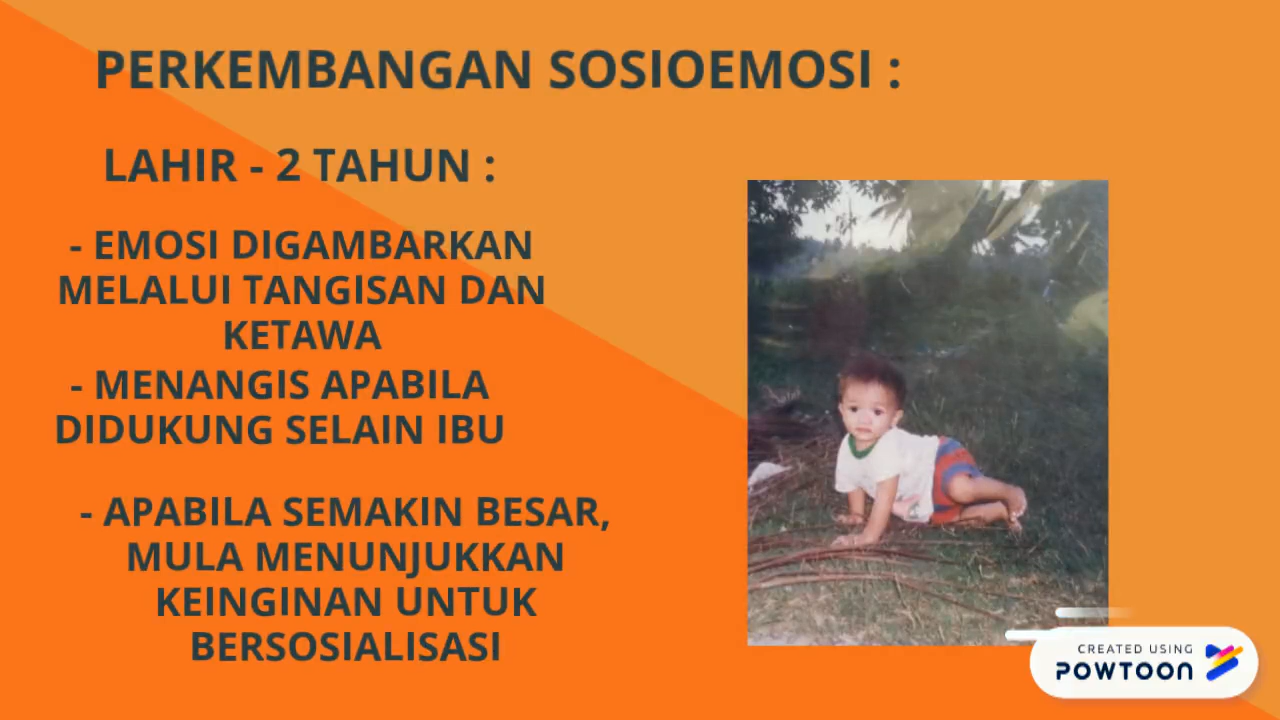 PERKEMBANGAN SOSIOEMOSI :
LAHIR - 2 TAHUN :
- EMOSI DIGAMBARKAN
MELALUI TANGISAN DAN
KETAWA
- MENANGIS APABILA
DIDUKUNG SELAIN IBU
- APABILA SEMAKIN BESAR,
MULA MENUNJUKKAN
KEINGINAN UNTUK
BERSOSIALISASI
CREATED USING
POWTOON